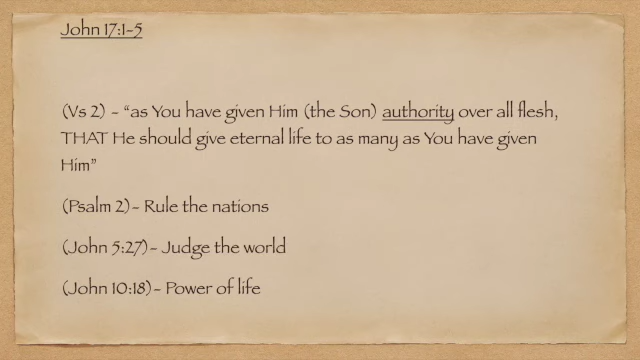 John 17:1-5
(Vs 2) - “as You have given Him (the Son) authority over all flesh,
THAT He should give eternal life to as many as You have given
Him”
(Psalm 2)- Rule the nations
(John 5:27)- Judge the world
(John 10:18)- Power of life